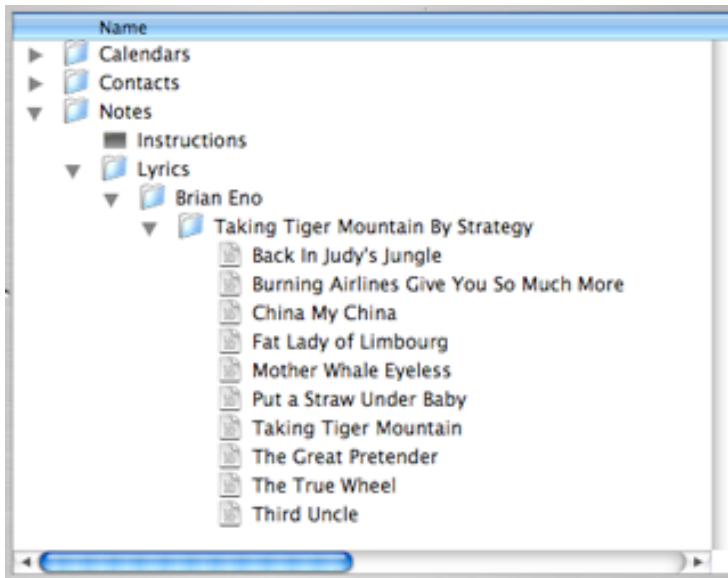 Name
Calendars
Contacts
Notes
Instructions
Lyrics
Brian Eno
Taking Tiger Mountain By Strategy
Back In Judy's Jungle
Burning Airlines Give You So Much More
China My China
Fat Lady of Limbourg
Mother Whale Eyeless
Put a Straw Under Baby
Taking Tiger Mountain
The Great Pretender
The True Wheel
Third Uncle